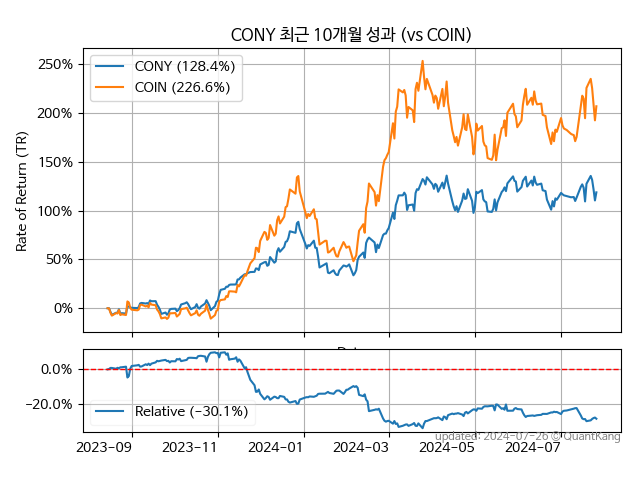 CONY 최근 10개월 성과 (vs COIN)
CONY (128.4%)
COIN (226.6%)
Rate of Return (TR)
250%
200%
150%
100%
50%
0%
0.0%
−20.0%
Relative (−30.1%)
updated: 2024-07-26 © QuantKang
2023−09
2023−11
2024−01
2024−03
2024−05
2024−07